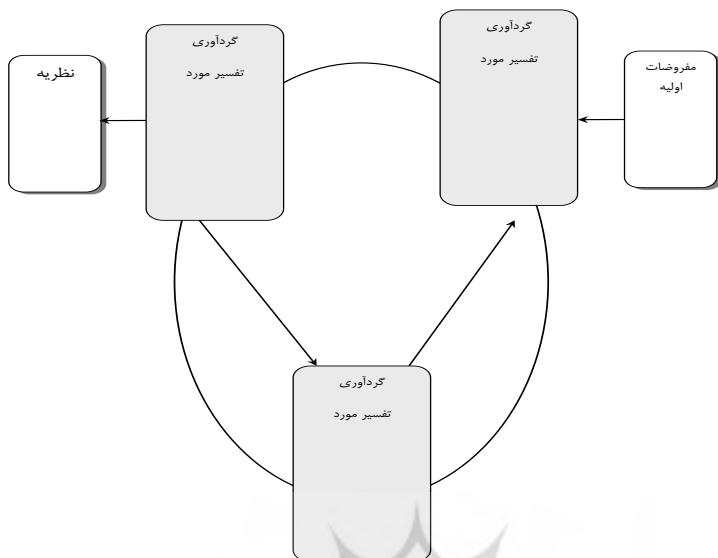 مفروضات
اولیه
گردآوری
تفسیر مورد
گردآوری
تفسیر مورد
گردآوری
تفسیر مورد
نظریه